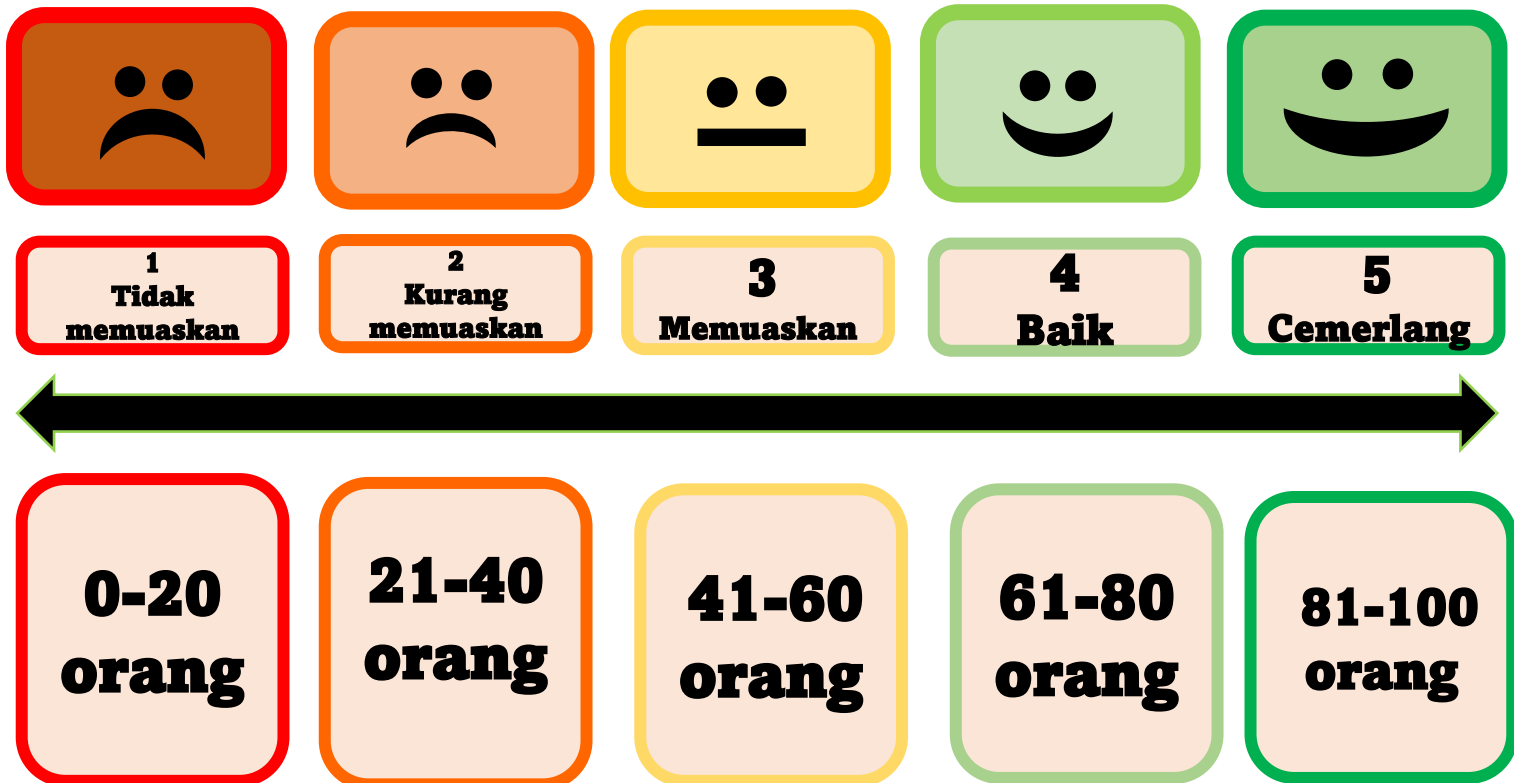 1
Tidak
memuaskan
2
Kurang
memuaskan
3
Memuaskan
4
Baik
5
Cemerlang
0-20
orang
21-40
orang
41-60
orang
61-80
orang
81-100
orang